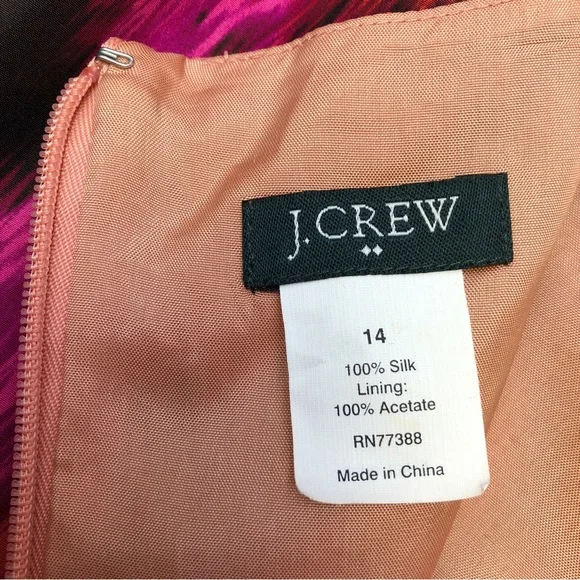 J.CREW
14
100% Silk
Lining:
100% Acetate
RN77388
Made in China